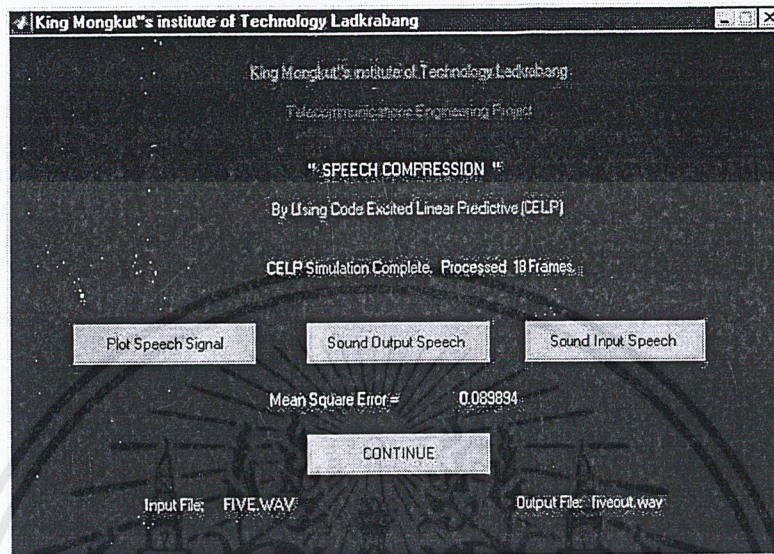 King Mongkut"s institute of Technology Ladkrabang
King Mongkut"s institute of Technology Ladkrabang
Telecommunications Engineering Project
" SPEECH COMPRESSION "
By Using Code Excited Linear Predictive (CELP)
CELP Simulation Complete. Processed 18 Frames.
Plot Speech Signal Sound Output Speech Sound Input Speech
Mean Square Error = 0.089894
CONTINUE
Input File: FIVE.WAV Output File: fiveout.wav